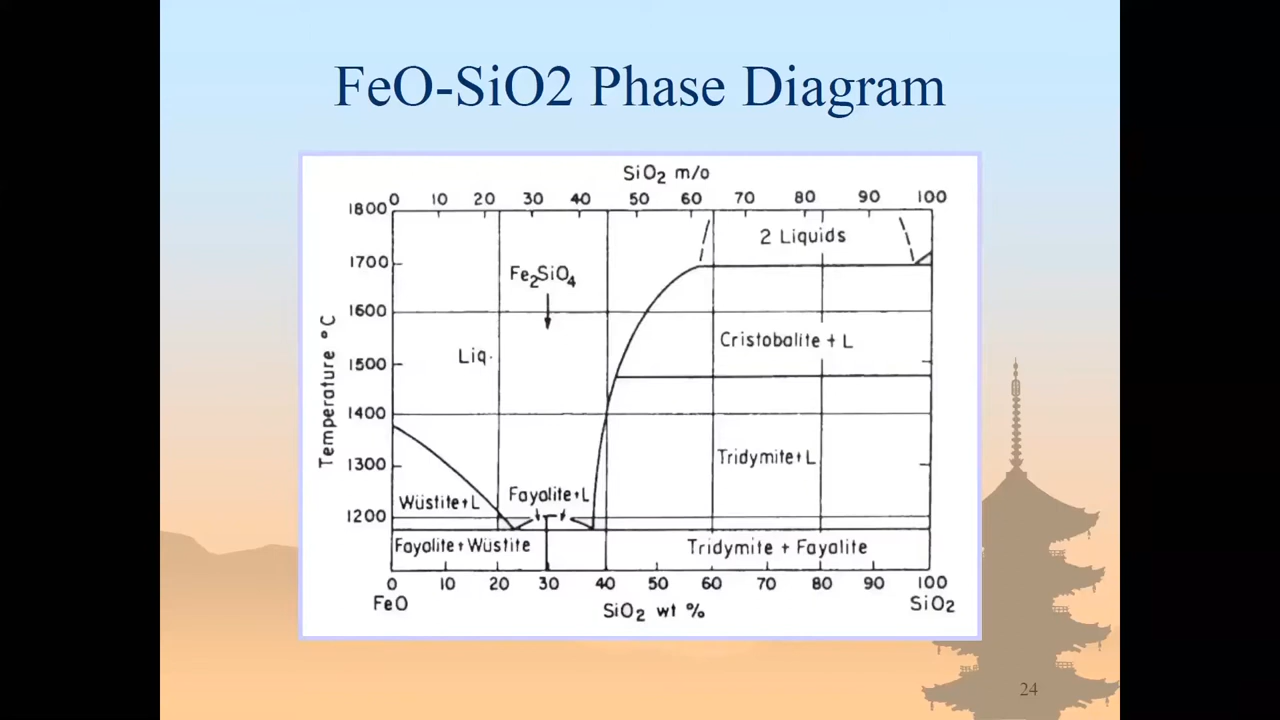 FeO-SiO2 Phase Diagram
SiO₂ m/o
0 10 20 30 40 50 60 70 80 90 100
1800
2 Liquids
1700
Fe₂SiO₄
1600
Cristobalite + L
Liq.
1500
Temperature °C
1400
Tridymite+L
1300
Fayalite+L
Wüstite+L
1200
Fayalite+Wüstite
Tridymite + Fayalite
0 10 20 30 40 50 60 70 80 90 100
FeO
SiO₂ wt %
SiO₂
24